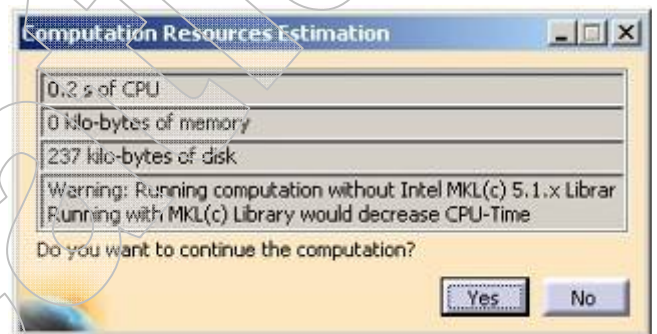 Computation Resources Estimation
0.2 s of CPU
0 kilo-bytes of memory
237 kilo-bytes of disk
Warning: Running computation without Intel MKL(c) 5.1.x Librar
Running with MKL(c) Library would decrease CPU-Time
Do you want to continue the computation?
Yes No